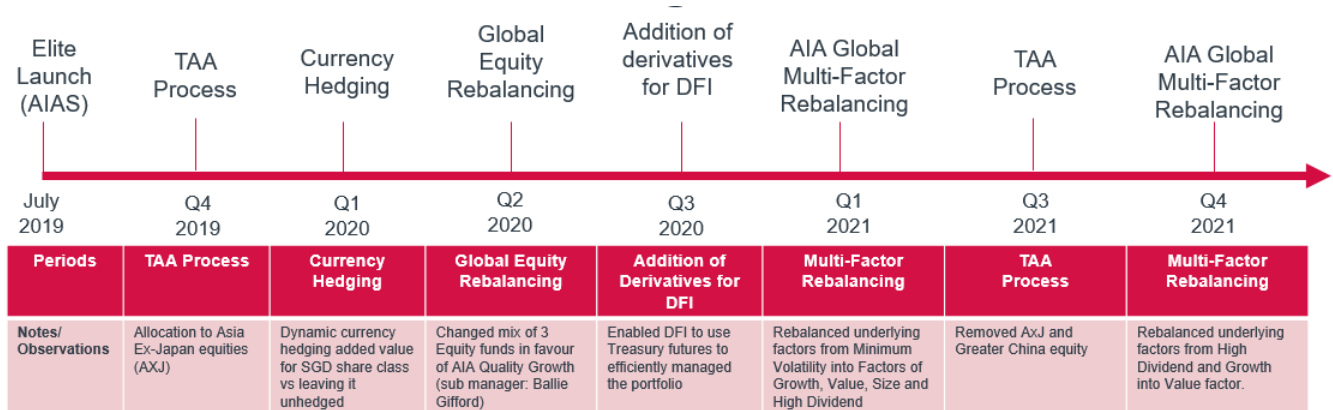 Elite
Launch
(AIAS)
TAA
Process
Currency
Hedging
Global
Equity
Rebalancing
Addition of
derivatives
for DFI
AIA Global
Multi-Factor
Rebalancing
TAA
Process
AIA Global
Multi-Factor
Rebalancing
July
2019
Q4
2019
Q1
2020
Q2
2020
Q3
2020
Q1
2021
Q3
2021
Q4
2021
Periods
TAA Process
Currency
Hedging
Global Equity
Rebalancing
Addition of
Derivatives for
DFI
Multi-Factor
Rebalancing
TAA
Process
Multi-Factor
Rebalancing
Notes/
Observations
Allocation to Asia
Ex-Japan equities
(AXJ)
Dynamic currency
hedging added value
for SGD share class
vs leaving it
unhedged
Changed mix of 3
Equity funds in favour
of AIA Quality Growth
(sub manager: Ballie
Gifford)
Enabled DFI to use
Treasury futures to
efficiently managed
the portfolio
Rebalanced underlying
factors from Minimum
Volatility into Factors of
Growth, Value, Size and
High Dividend
Removed AxJ and
Greater China equity
Rebalanced underlying
factors from High
Dividend and Growth
into Value factor.